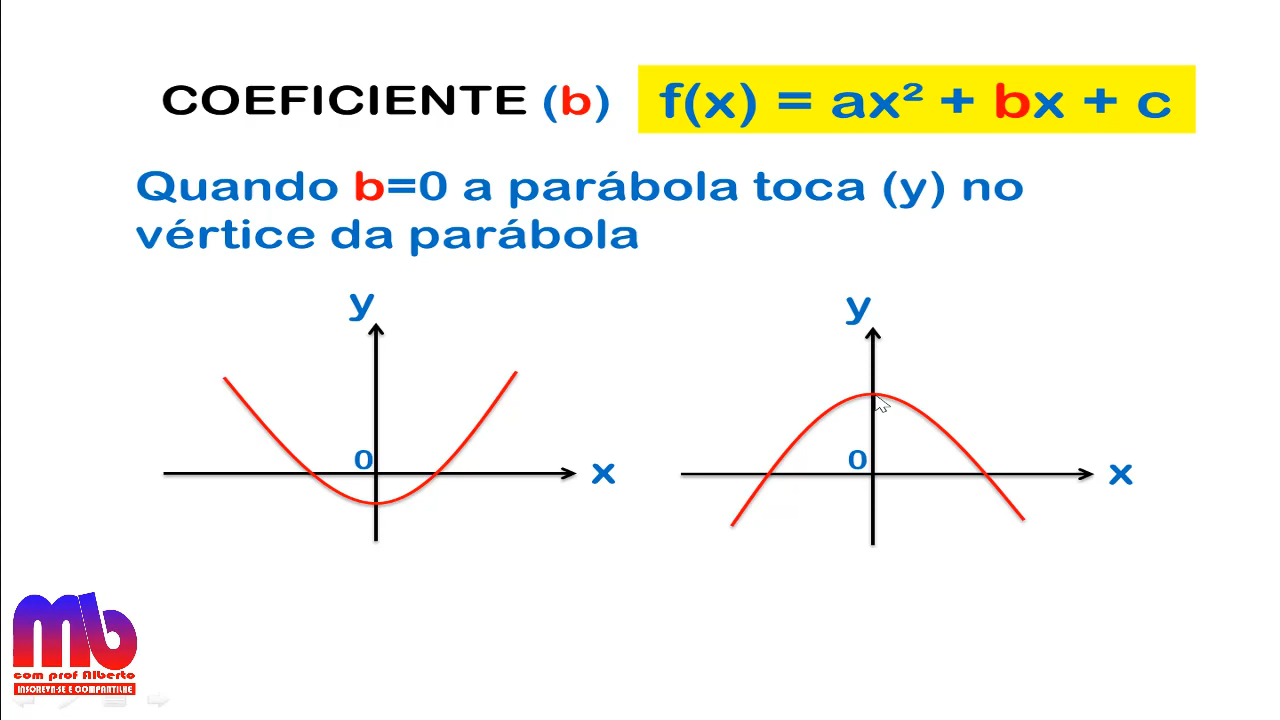 COEFICIENTE (b) f(x) = ax² + bx + c
Quando b=0 a parábola toca (y) no
vértice da parábola
y
y
0
x
0
x
mb
com prof Alberto
INSCREVA-SE E COMPARTILHE